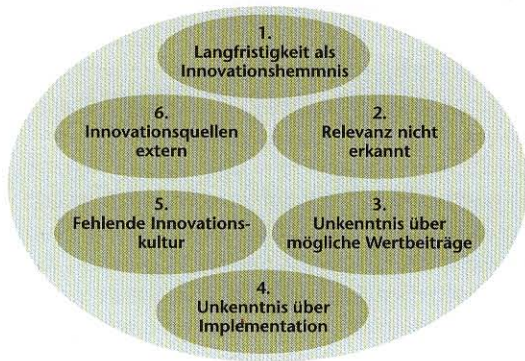 1.
Langfristigkeit als
Innovationshemmnis
6.
Innovationsquellen
extern
2.
Relevanz nicht
erkannt
5.
Fehlende Innovations-
kultur
3.
Unkenntnis über
mögliche Wertbeiträge
4.
Unkenntnis über
Implementation